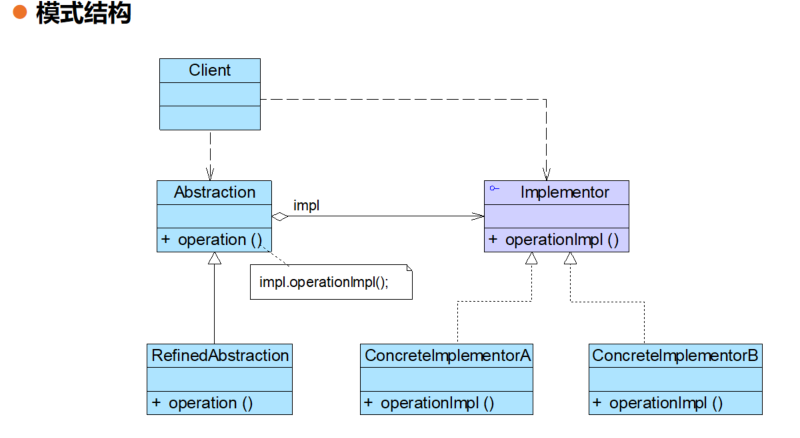 模式结构
Client
Abstraction
+ operation ()
impl
Implementor
+ operationImpl ()
impl.operationImpl();
RefinedAbstraction
+ operation ()
ConcreteImplementorA
+ operationImpl ()
ConcreteImplementorB
+ operationImpl ()